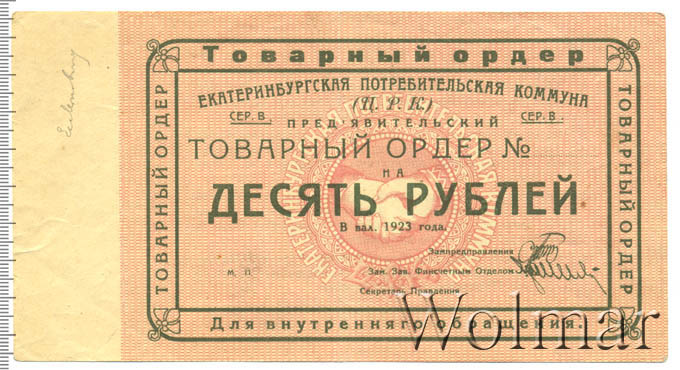 Товарный ордер
ТОВАРНЫЙ ОРДЕР
ТОВАРНЫЙ ОРДЕР
ЕКАТЕРИНБУРГСКАЯ ПОТРЕБИТЕЛЬСКАЯ КОММУНА
(Ц. Р. К.)
СЕР. В.
СЕР. В.
ПРЕД'ЯВИТЕЛЬСКИЙ
ТОВАРНЫЙ ОРДЕР №
НА
ДЕСЯТЬ РУБЛЕЙ
В вал. 1923 года.
Зампредправления
М. П.
Зам. Зав. Финсчетным Отделом
Секретарь Правления
Для внутреннего обращения.
Wolmar